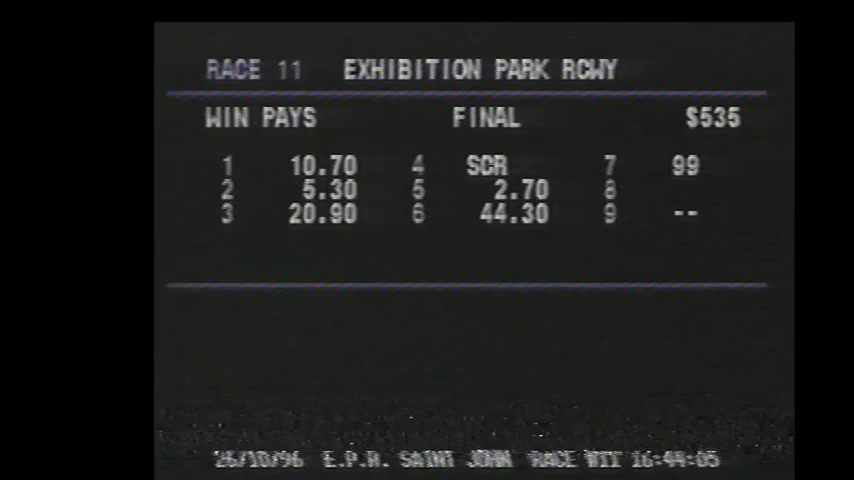 RACE 11 EXHIBITION PARK RCWY
WIN PAYS FINAL $535
1 10.70 4 SCR 7 99
2 5.30 5 2.70 8
3 20.90 6 44.30 9 --
26/10/96 E.P.R. SAINT JOHN RACE 16:44:05